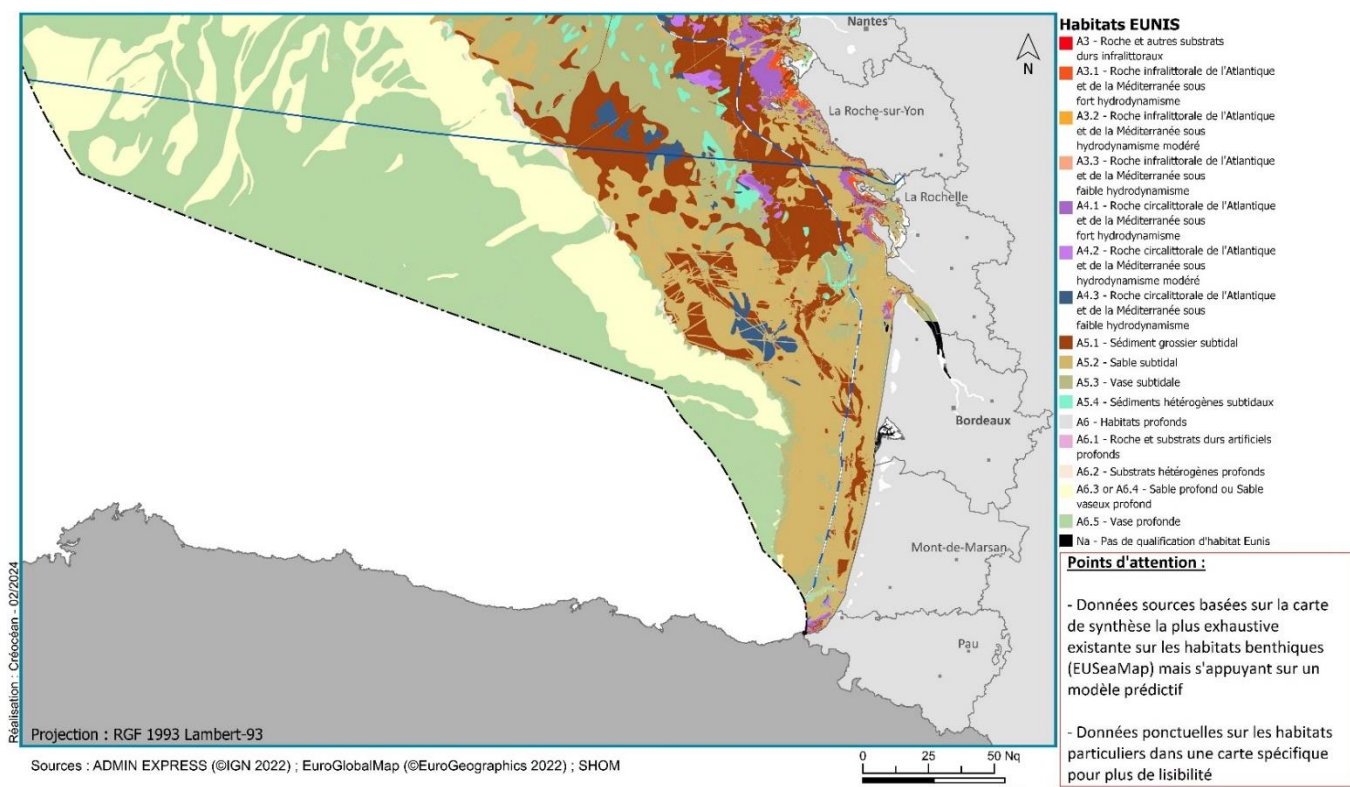 Nantes
N
La Roche-sur-Yon
La Rochelle
Bordeaux
Mont-de-Marsan
Pau
Réalisation : Créocéan - 02/2024
Projection : RGF 1993 Lambert-93
Sources : ADMIN EXPRESS (©IGN 2022) ; EuroGlobalMap (©EuroGeographics 2022) ; SHOM
0 25 50 Nq
Habitats EUNIS
A3 - Roche et autres substrats
durs infralittoraux
A3.1 - Roche infralittorale de l'Atlantique
et de la Méditerranée sous
fort hydrodynamisme
A3.2 - Roche infralittorale de l'Atlantique
et de la Méditerranée sous
hydrodynamisme modéré
A3.3 - Roche infralittorale de l'Atlantique
et de la Méditerranée sous
faible hydrodynamisme
A4.1 - Roche circalittorale de l'Atlantique
et de la Méditerranée sous
fort hydrodynamisme
A4.2 - Roche circalittorale de l'Atlantique
et de la Méditerranée sous
hydrodynamisme modéré
A4.3 - Roche circalittorale de l'Atlantique
et de la Méditerranée sous
faible hydrodynamisme
A5.1 - Sédiment grossier subtidal
A5.2 - Sable subtidal
A5.3 - Vase subtidale
A5.4 - Sédiments hétérogènes subtidaux
A6 - Habitats profonds
A6.1 - Roche et substrats durs artificiels
profonds
A6.2 - Substrats hétérogènes profonds
A6.3 or A6.4 - Sable profond ou Sable
vaseux profond
A6.5 - Vase profonde
Na - Pas de qualification d'habitat Eunis
Points d'attention :
- Données sources basées sur la carte
de synthèse la plus exhaustive
existante sur les habitats benthiques
(EUSeaMap) mais s'appuyant sur un
modèle prédictif
- Données ponctuelles sur les habitats
particuliers dans une carte spécifique
pour plus de lisibilité